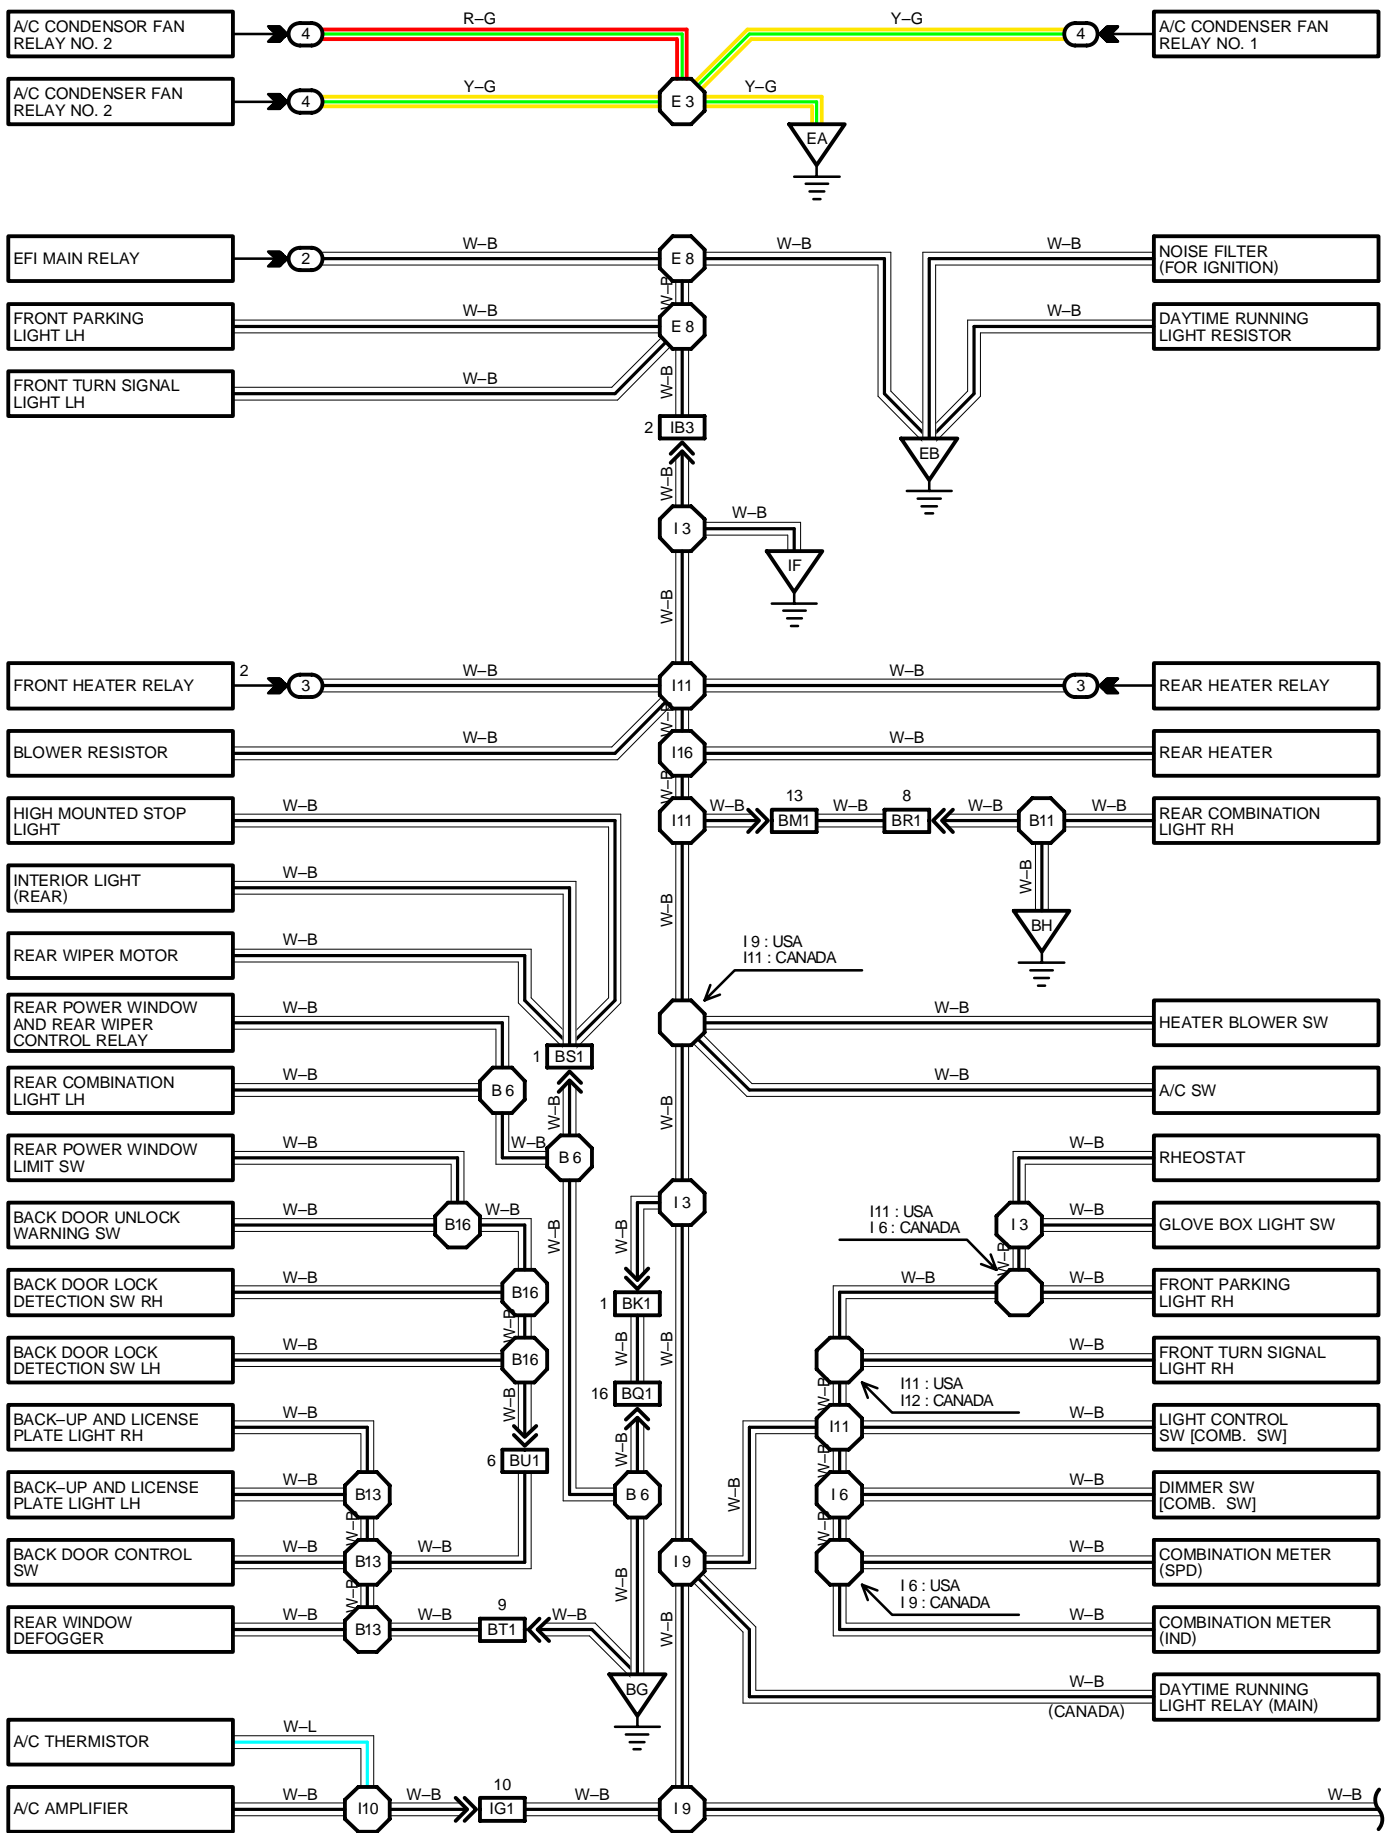 A/C CONDENSOR FAN
RELAY NO. 2
4
R–G
Y–G
4
A/C CONDENSER FAN
RELAY NO. 1
A/C CONDENSER FAN
RELAY NO. 2
4
Y–G
E 3
Y–G
EA
EFI MAIN RELAY
2
W–B
E 8
W–B
W–B
NOISE FILTER
(FOR IGNITION)
W–B
FRONT PARKING
LIGHT LH
W–B
E 8
W–B
DAYTIME RUNNING
LIGHT RESISTOR
FRONT TURN SIGNAL
LIGHT LH
W–B
W–B
2
IB3
EB
W–B
I 3
W–B
IF
W–B
FRONT HEATER RELAY
2
3
W–B
I11
W–B
3
REAR HEATER RELAY
W–B
BLOWER RESISTOR
W–B
I16
W–B
REAR HEATER
W–B
HIGH MOUNTED STOP
LIGHT
W–B
I11
W–B
13
BM1
W–B
8
BR1
W–B
B11
W–B
REAR COMBINATION
LIGHT RH
W–B
BH
INTERIOR LIGHT
(REAR)
W–B
W–B
REAR WIPER MOTOR
W–B
I 9 : USA
I11 : CANADA
REAR POWER WINDOW
AND REAR WIPER
CONTROL RELAY
W–B
W–B
HEATER BLOWER SW
1
BS1
REAR COMBINATION
LIGHT LH
W–B
B 6
W–B
W–B
W–B
A/C SW
REAR POWER WINDOW
LIMIT SW
W–B
W–B
B 6
W–B
RHEOSTAT
BACK DOOR UNLOCK
WARNING SW
W–B
B16
W–B
W–B
I 3
W–B
I11 : USA
I 6 : CANADA
I 3
W–B
GLOVE BOX LIGHT SW
W–B
BACK DOOR LOCK
DETECTION SW RH
W–B
B16
1
BK1
W–B
W–B
FRONT PARKING
LIGHT RH
W–B
W–B
W–B
BACK DOOR LOCK
DETECTION SW LH
W–B
B16
W–B
FRONT TURN SIGNAL
LIGHT RH
I11 : USA
I12 : CANADA
W–B
W–B
16
BQ1
BACK–UP AND LICENSE
PLATE LIGHT RH
W–B
6
BU1
W–B
I11
W–B
LIGHT CONTROL
SW [COMB. SW]
W–B
W–B
BACK–UP AND LICENSE
PLATE LIGHT LH
W–B
B13
B 6
I 6
W–B
DIMMER SW
[COMB. SW]
W–B
W–B
BACK DOOR CONTROL
SW
W–B
B13
W–B
I 9
W–B
COMBINATION METER
(SPD)
I 6 : USA
I 9 : CANADA
W–B
W–B
W–B
REAR WINDOW
DEFOGGER
W–B
B13
W–B
9
BT1
W–B
W–B
COMBINATION METER
(IND)
BG
W–B
(CANADA)
DAYTIME RUNNING
LIGHT RELAY (MAIN)
A/C THERMISTOR
W–L
A/C AMPLIFIER
W–B
I10
W–B
10
IG1
W–B
I 9
W–B